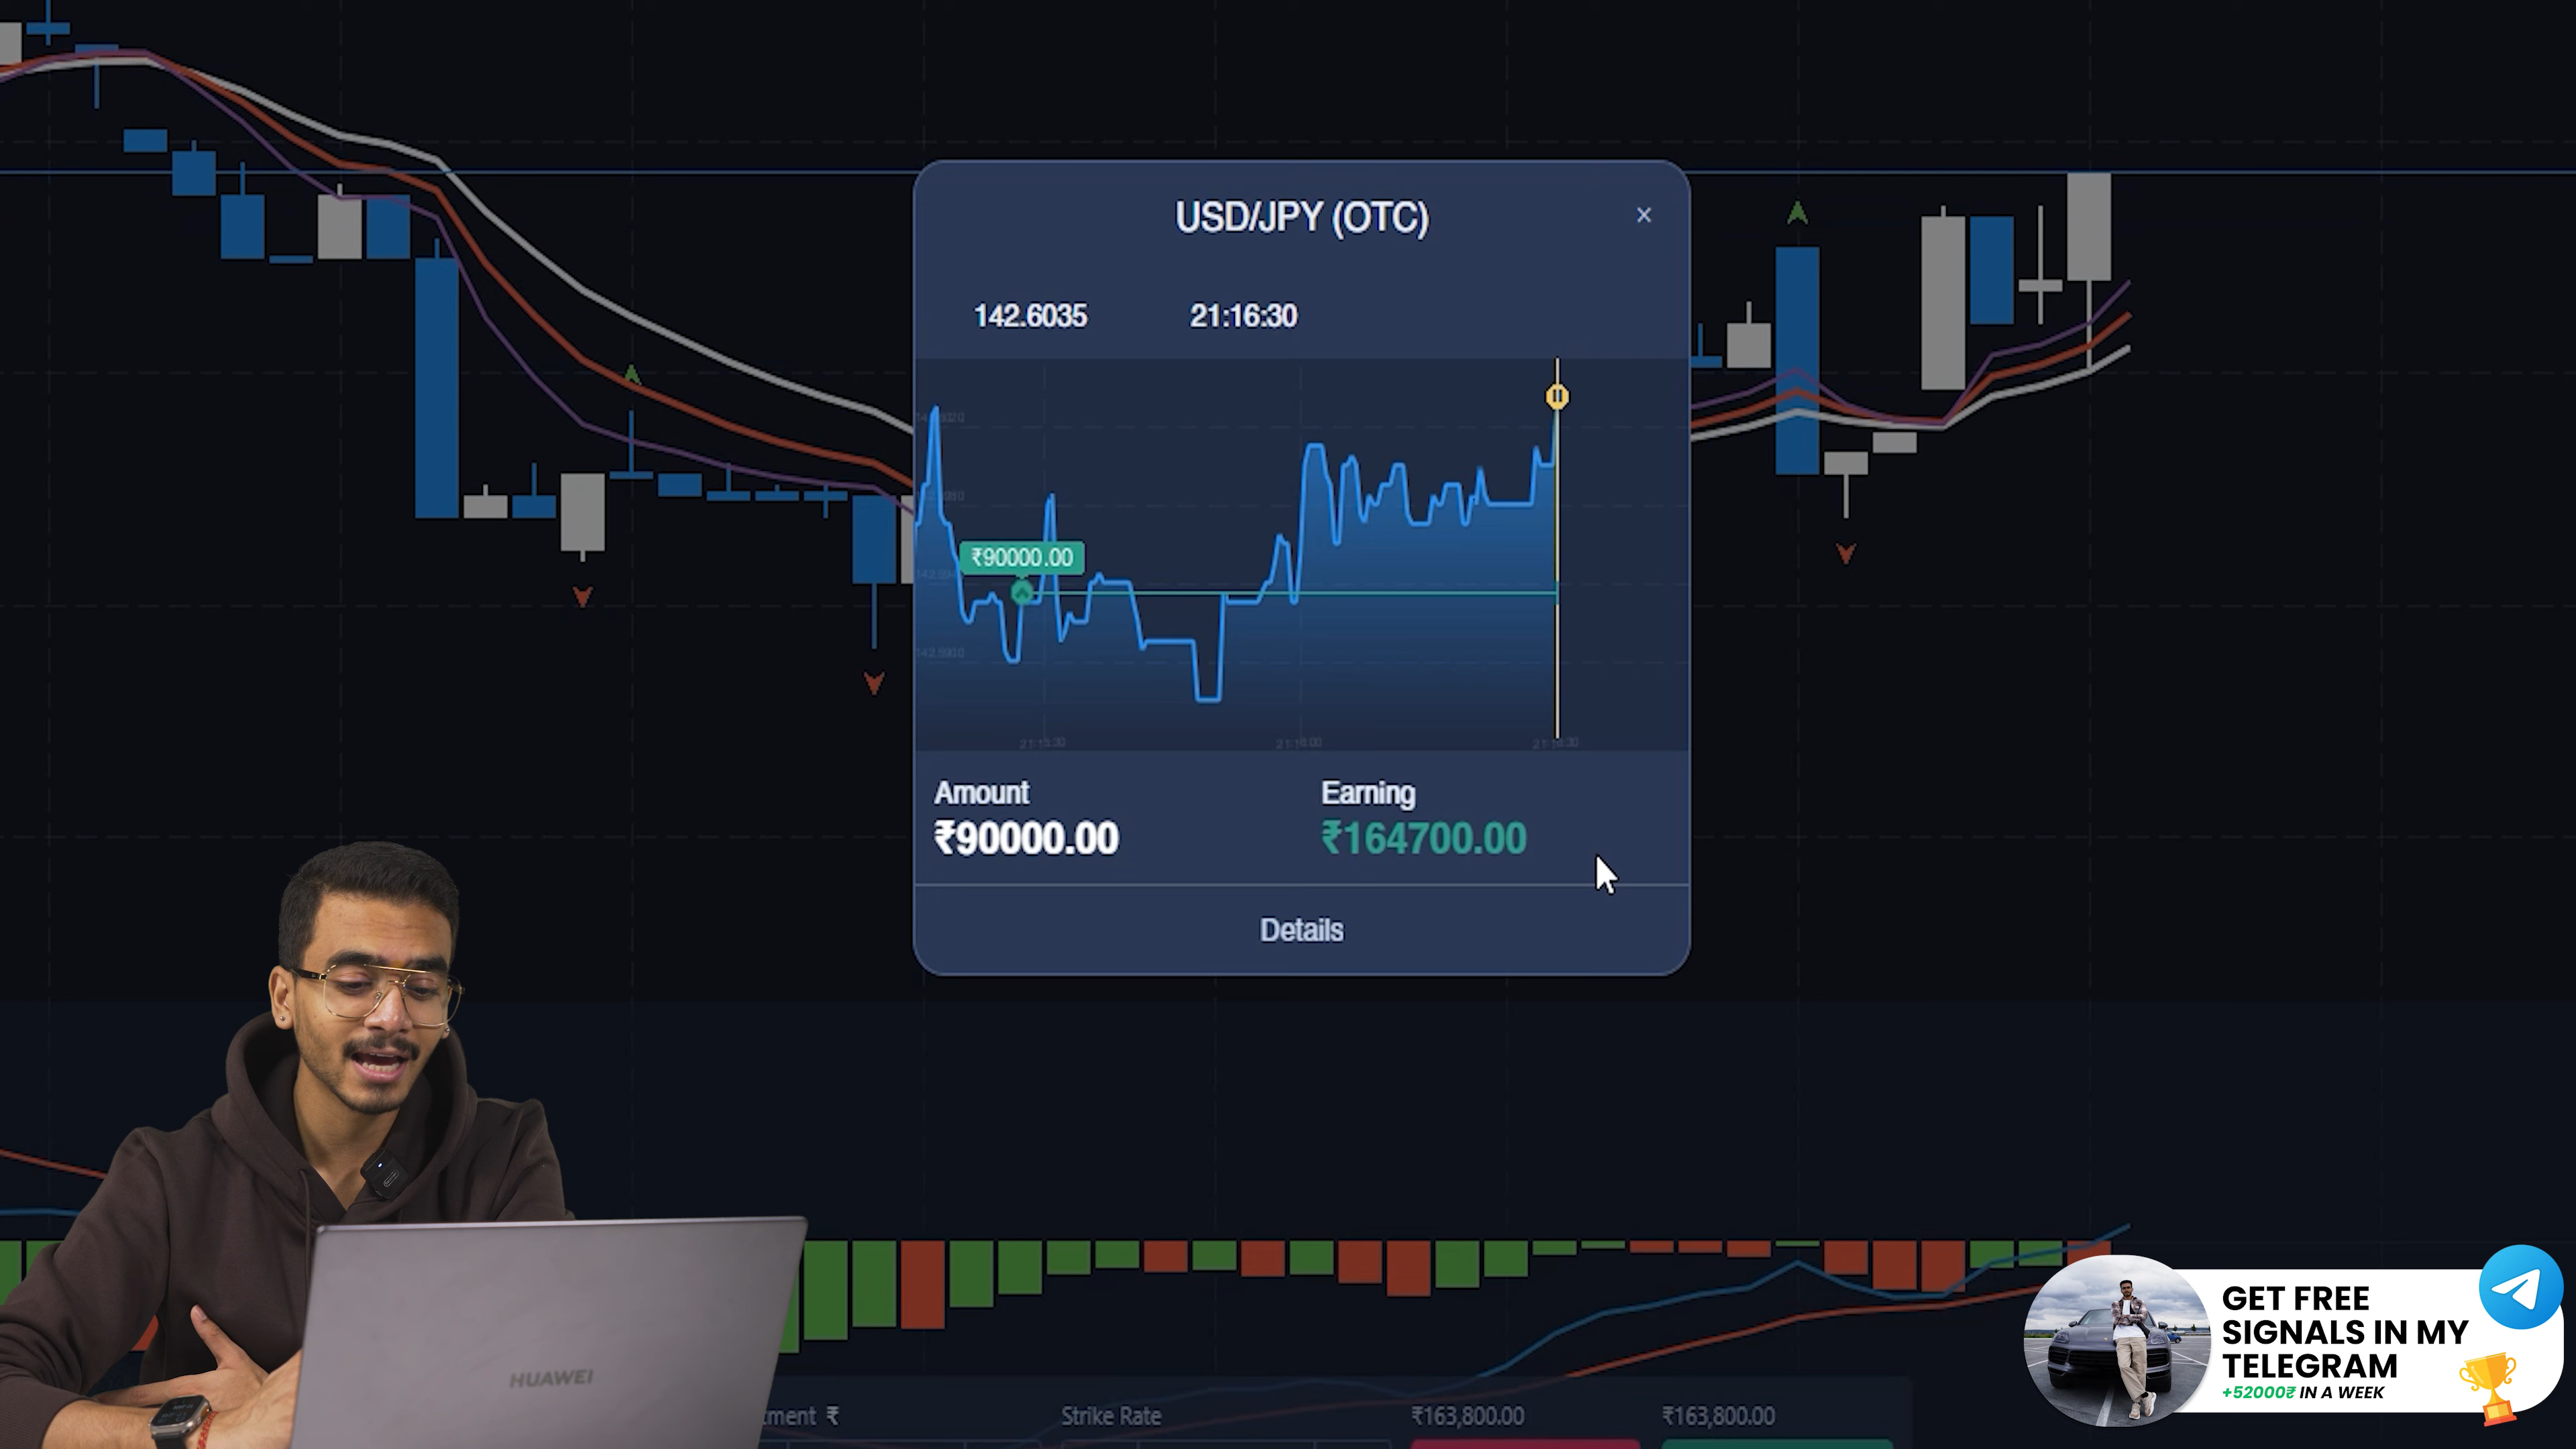 USD/JPY (OTC)
×
142.6035
21:16:30
₹90000.00
Amount
₹90000.00
Earning
₹164700.00
Details
HUAWEI
₹
Strike Rate
₹163,800.00
₹163,800.00
GET FREE
SIGNALS IN MY
TELEGRAM
+52000₹ IN A WEEK